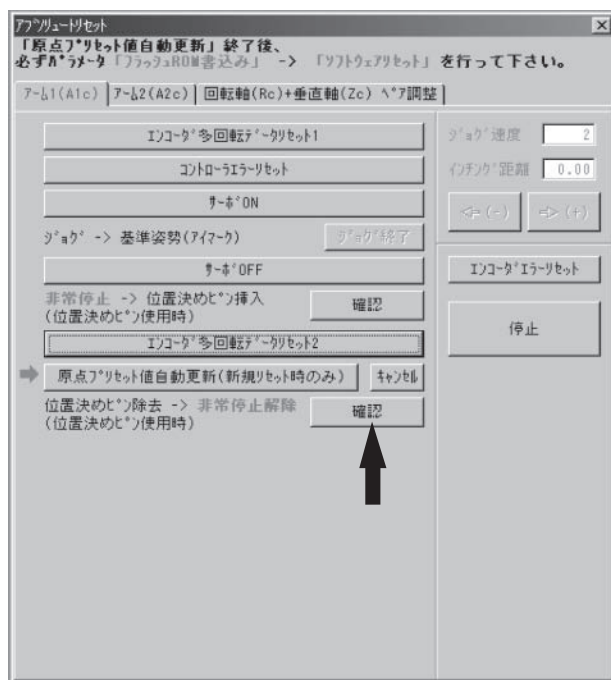 アブソリュートリセット
「原点プリセット値自動更新」終了後、
必ずパラメータ「フラッシュROM書込み」 -> 「ソフトウェアリセット」 を行って下さい。
アーム1(A1c) アーム2(A2c) 回転軸(Rc)+垂直軸(Zc) ペア調整
エンコーダ多回転データリセット1
コントローラエラーリセット
サーボON
ジョグ -> 基準姿勢(アイマーク) ジョグ終了
サーボOFF
非常停止 -> 位置決めピン挿入
(位置決めピン使用時)
確認
エンコーダ多回転データリセット2
原点プリセット値自動更新(新規リセット時のみ) キャンセル
位置決めピン除去 -> 非常停止解除
(位置決めピン使用時)
確認
ジョグ速度 2
インチング距離 0.00
<=(-) =>(+)
エンコーダエラーリセット
停止